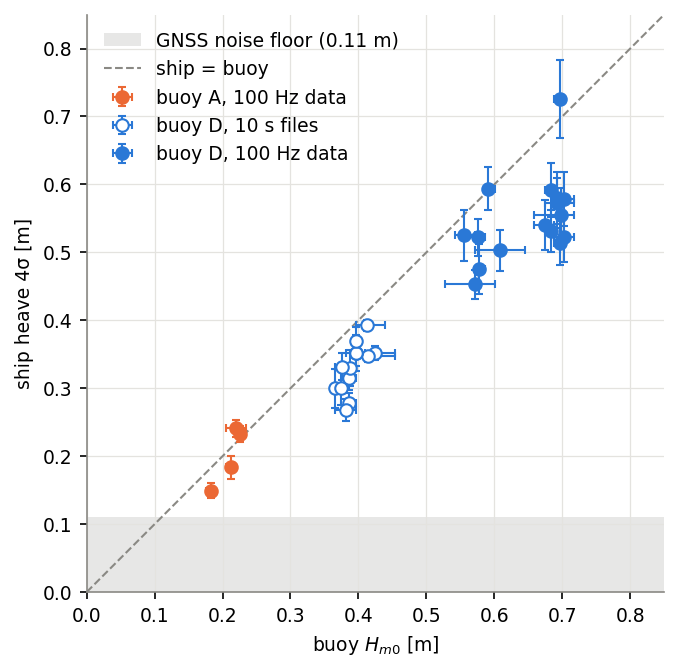 GNSS noise floor (0.11 m)
ship = buoy
buoy A, 100 Hz data
buoy D, 10 s files
buoy D, 100 Hz data
ship heave 4σ [m]
0.8
0.7
0.6
0.5
0.4
0.3
0.2
0.1
0.0
0.0 0.1 0.2 0.3 0.4 0.5 0.6 0.7 0.8
buoy Hm0 [m]